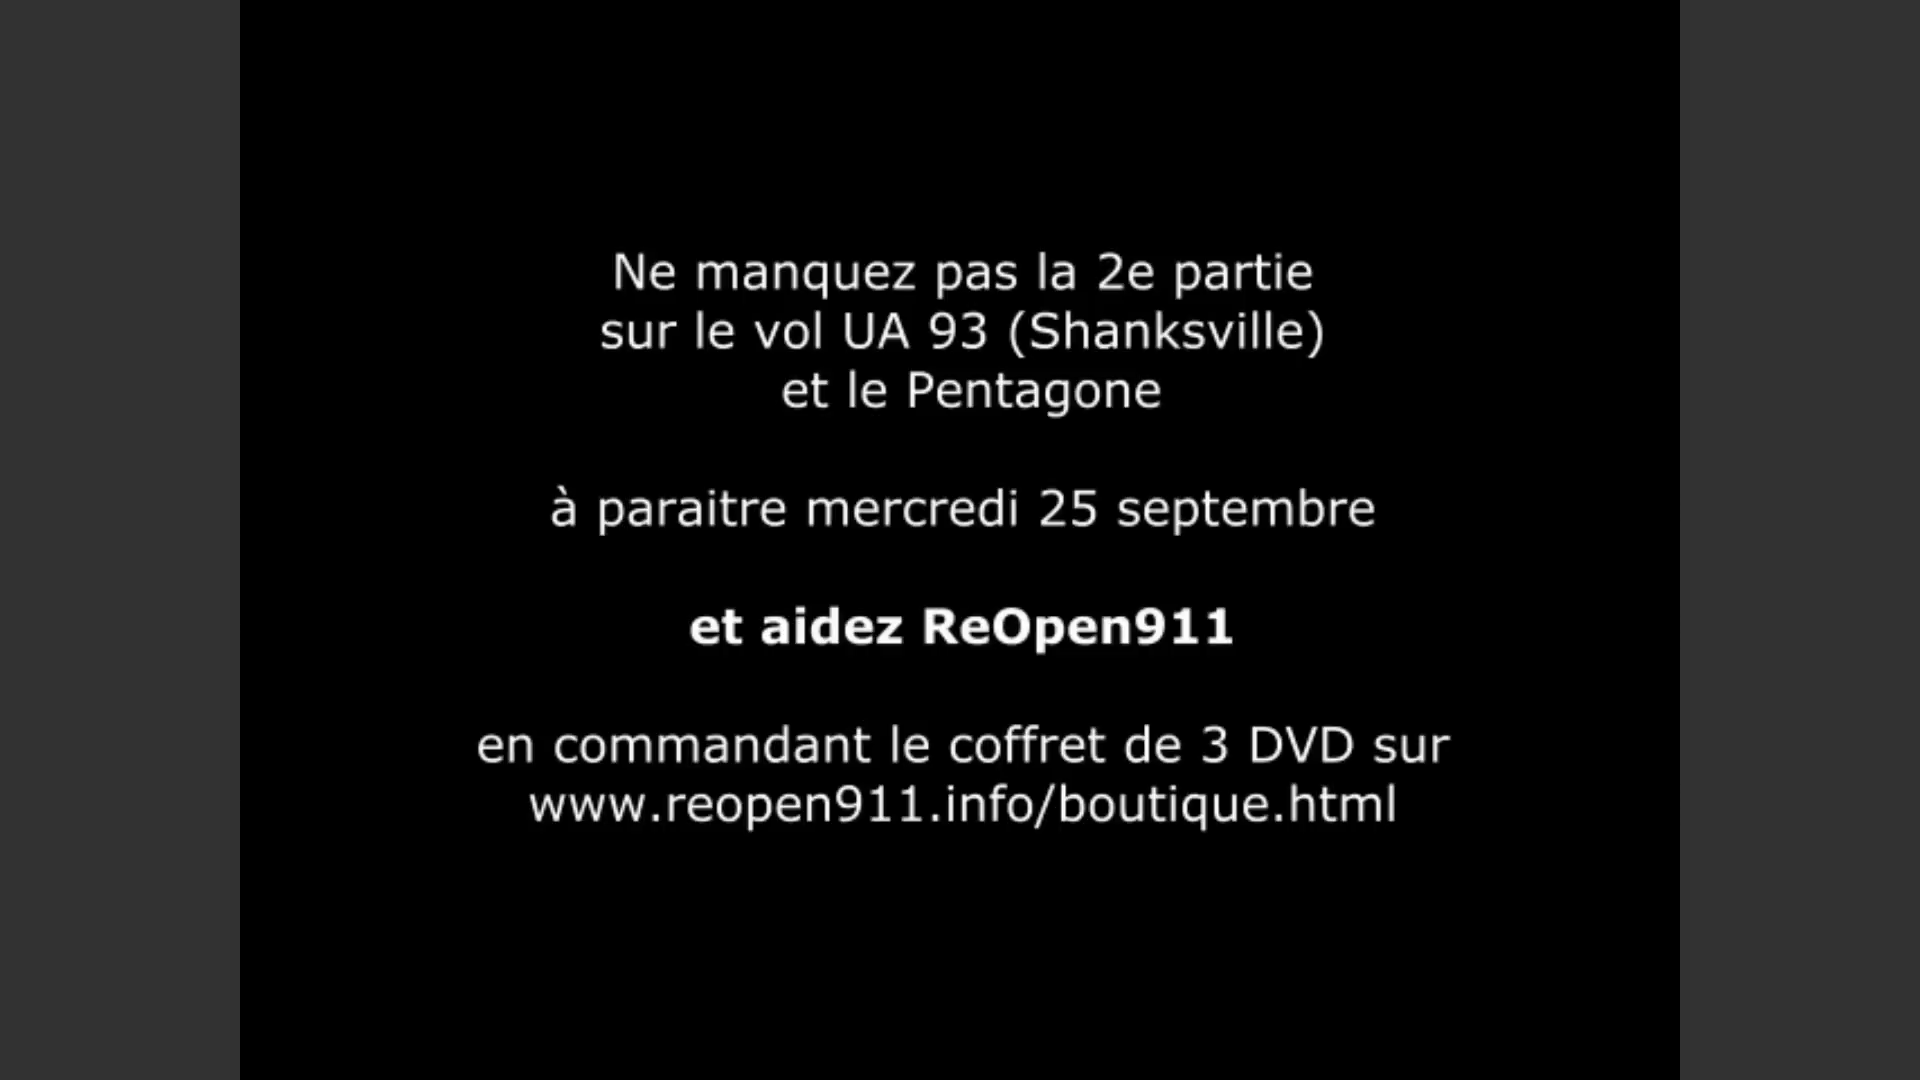 Ne manquez pas la 2e partie
sur le vol UA 93 (Shanksville)
et le Pentagone
à paraitre mercredi 25 septembre
et aidez ReOpen911
en commandant le coffret de 3 DVD sur
www.reopen911.info/boutique.html